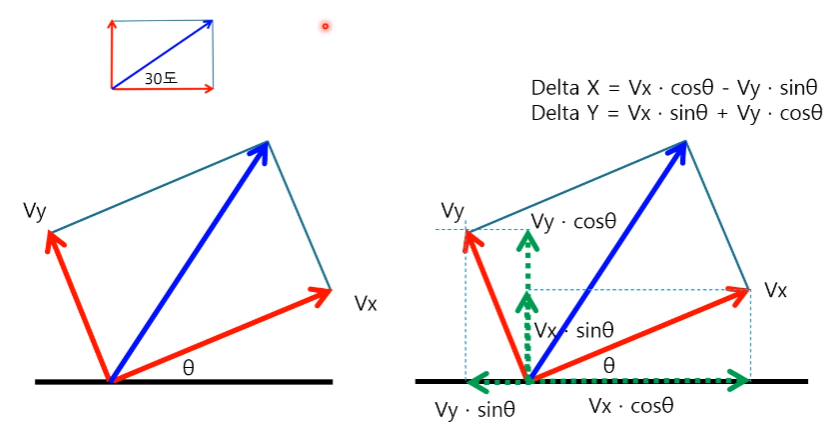 30도
Delta X = Vx · cosθ - Vy · sinθ
Delta Y = Vx · sinθ + Vy · cosθ
Vy
Vx
θ
Vy
Vy · cosθ
Vx
Vx · sinθ
θ
Vy · sinθ
Vx · cosθ